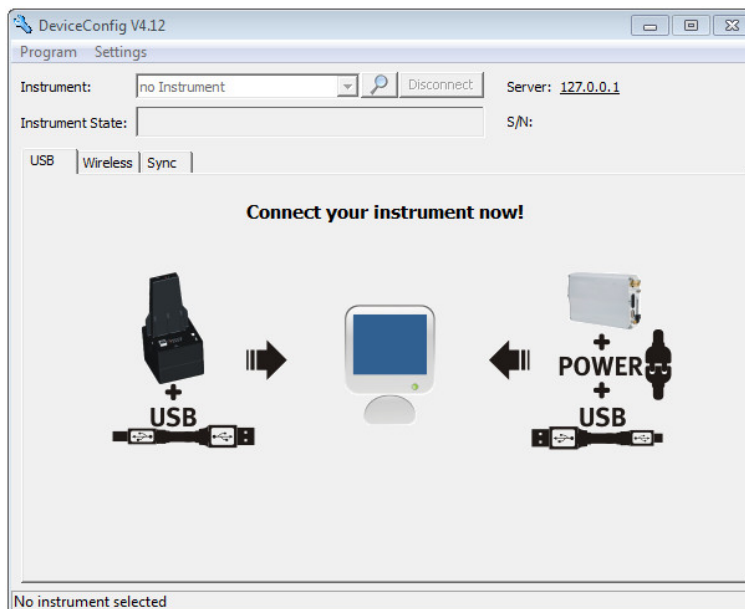 DeviceConfig V4.12
Program Settings
Instrument: no Instrument Disconnect Server: 127.0.0.1
Instrument State: S/N:
USB Wireless Sync
Connect your instrument now!
+
USB
+
POWER
+
USB
No instrument selected